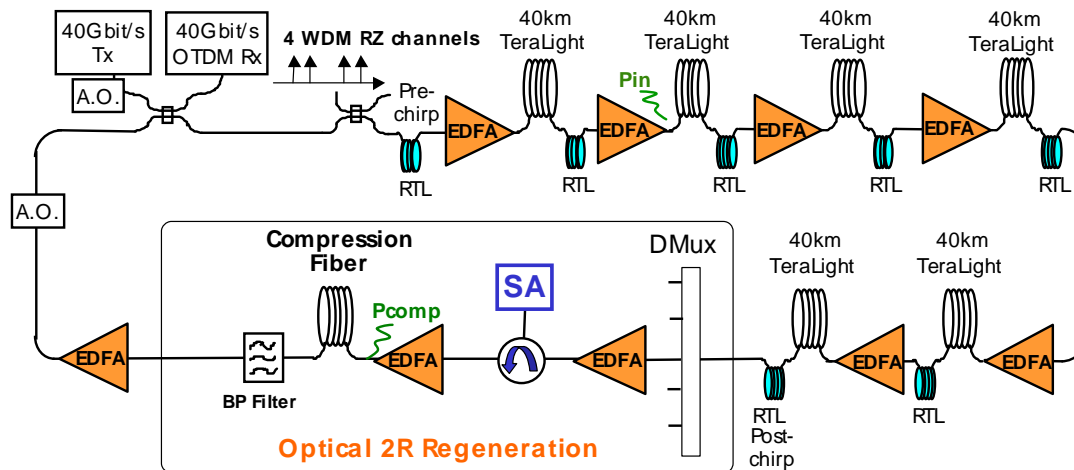 40Gbit/s
Tx
40Gbit/s
OTDM Rx
A.O.
4 WDM RZ channels
Pre-
chirp
RTL
EDFA
40km
TeraLight
RTL
Pin
EDFA
40km
TeraLight
RTL
EDFA
40km
TeraLight
RTL
EDFA
40km
TeraLight
RTL
A.O.
Compression
Fiber
DMux
SA
Pcomp
40km
TeraLight
40km
TeraLight
EDFA
BP Filter
EDFA
EDFA
EDFA
EDFA
RTL
Post-
chirp
RTL
Optical 2R Regeneration